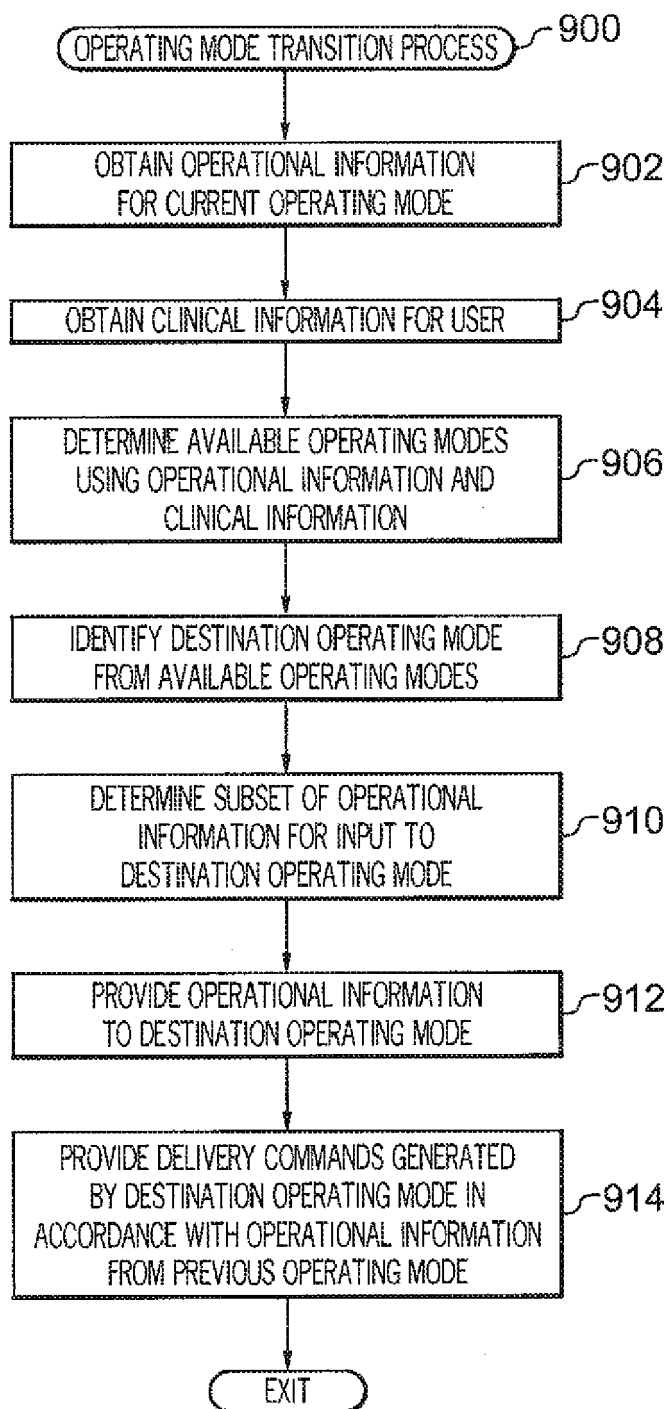 OPERATING MODE TRANSITION PROCESS 900
OBTAIN OPERATIONAL INFORMATION
FOR CURRENT OPERATING MODE
902
OBTAIN CLINICAL INFORMATION FOR USER 904
DETERMINE AVAILABLE OPERATING MODES
USING OPERATIONAL INFORMATION AND
CLINICAL INFORMATION
906
IDENTIFY DESTINATION OPERATING MODE
FROM AVAILABLE OPERATING MODES
908
DETERMINE SUBSET OF OPERATIONAL
INFORMATION FOR INPUT TO
DESTINATION OPERATING MODE
910
PROVIDE OPERATIONAL INFORMATION
TO DESTINATION OPERATING MODE
912
PROVIDE DELIVERY COMMANDS GENERATED
BY DESTINATION OPERATING MODE IN
ACCORDANCE WITH OPERATIONAL INFORMATION
FROM PREVIOUS OPERATING MODE
914
EXIT